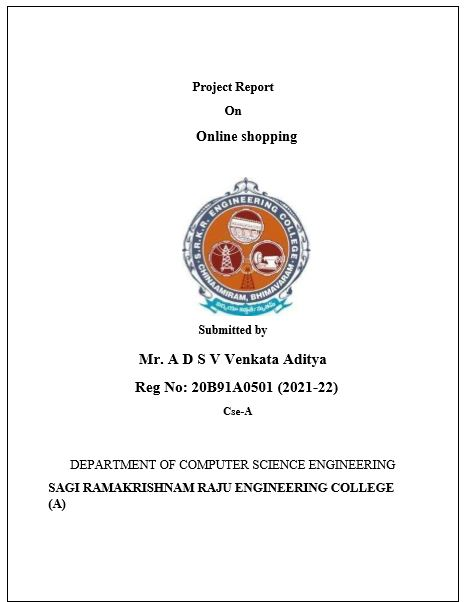 Project Report
On
Online shopping
S.R.K.R. ENGINEERING COLLEGE
CHINAAMIRAM, BHIMAVARAM.
Submitted by
Mr. A D S V Venkata Aditya
Reg No: 20B91A0501 (2021-22)
Cse-A
DEPARTMENT OF COMPUTER SCIENCE ENGINEERING
SAGI RAMAKRISHNAM RAJU ENGINEERING COLLEGE
(A)